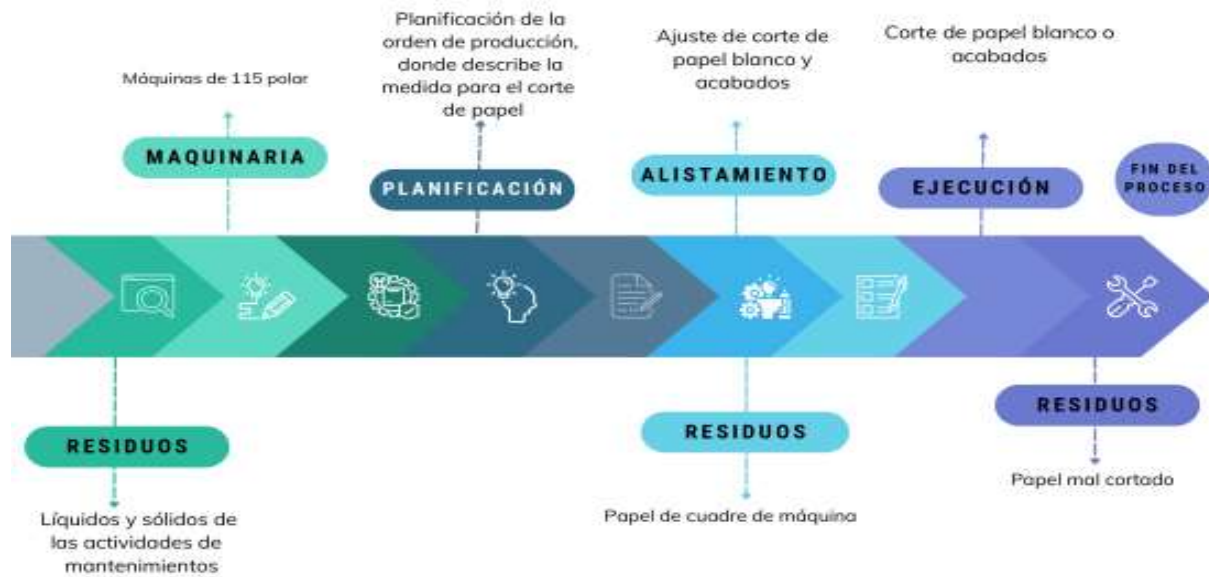 Máquinas de 115 polar
MAQUINARIA
Planificación de la
orden de producción,
donde describe la
medida para el corte
de papel
PLANIFICACIÓN
Ajuste de corte de
papel blanco y
acabados
ALISTAMIENTO
Corte de papel blanco o
acabados
EJECUCIÓN
FIN DEL
PROCESO
RESIDUOS
Líquidos y sólidos de
las actividades de
mantenimientos
RESIDUOS
Papel de cuadre de máquina
RESIDUOS
Papel mal cortado